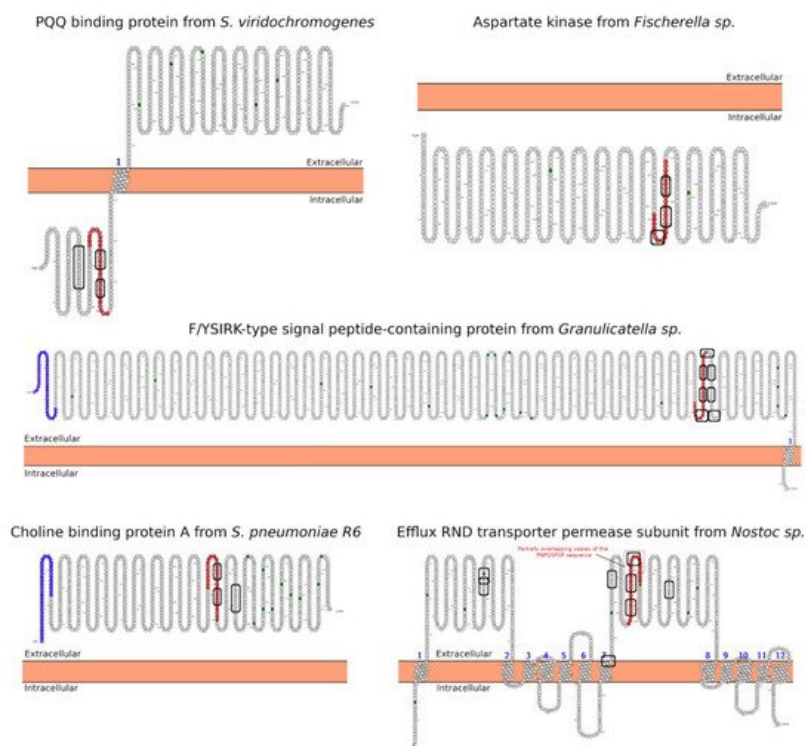 PQQ binding protein from S. viridochromogenes
Aspartate kinase from Fischerella sp.
Extracellular
Intracellular
1
Extracellular
Intracellular
F/YSIRK-type signal peptide-containing protein from Granulicatella sp.
Extracellular
Intracellular
1
Choline binding protein A from S. pneumoniae R6
Efflux RND transporter permease subunit from Nostoc sp.
Partially overlapping copies of the
sequence
Extracellular
Intracellular
Extracellular
Intracellular
1 2 3 4 5 6 7 8 9 10 11 12